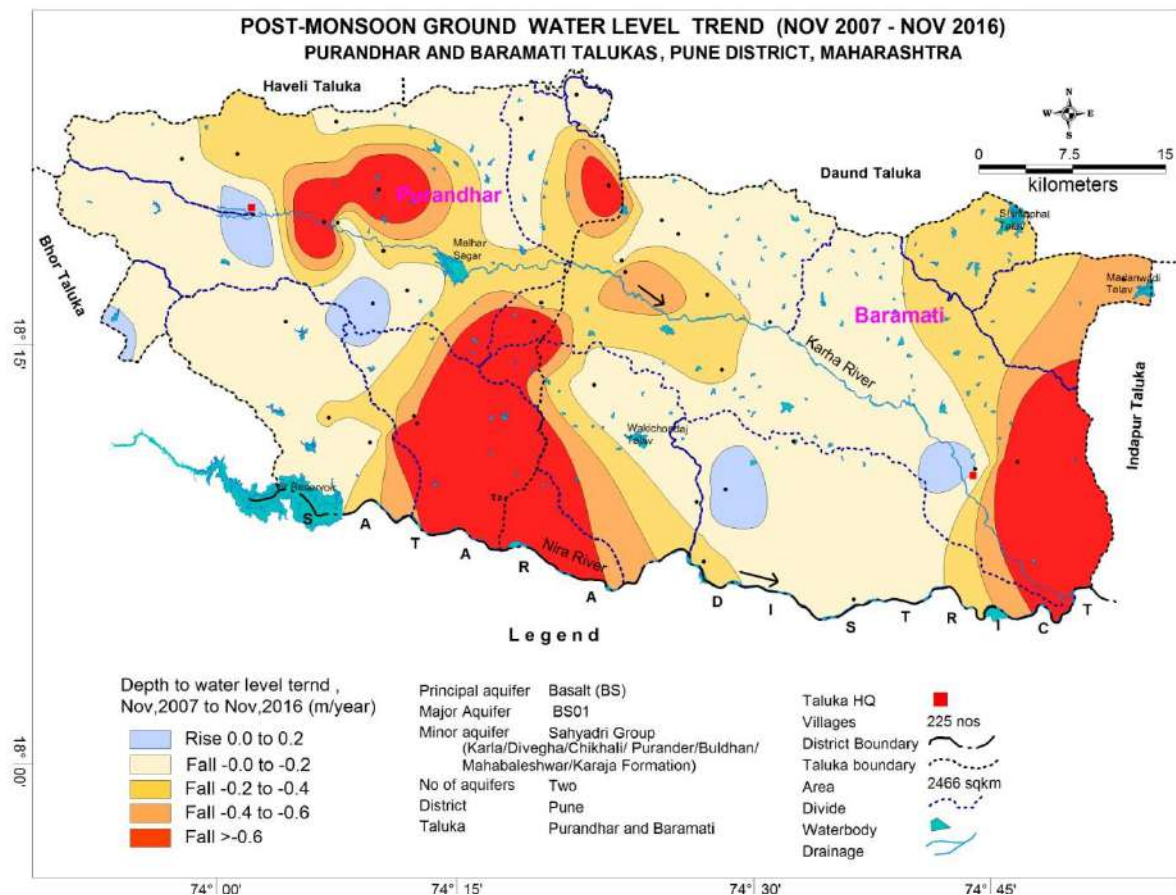 POST-MONSOON GROUND WATER LEVEL TREND (NOV 2007 - NOV 2016)
PURANDHAR AND BARAMATI TALUKAS, PUNE DISTRICT, MAHARASHTRA
Haveli Taluka
N
W E
S
0 7.5 15
kilometers
Daund Taluka
Purandhar
Bhor Taluka
Malhar
Sagar
Talav
Talav
Baramati
18° 15'
Karha River
Indapur Taluka
Talav
Reservoir
Nira River
S A T A R A D I S T R I C T
Legend
Depth to water level ternd ,
Nov,2007 to Nov,2016 (m/year)
Rise 0.0 to 0.2
Fall -0.0 to -0.2
Fall -0.2 to -0.4
Fall -0.4 to -0.6
Fall >-0.6
Principal aquifer Basalt (BS)
Major Aquifer BS01
Minor aquifer Sahyadri Group
(Karla/Divegha/Chikhali/ Purander/Buldhan/
Mahabaleshwar/Karaja Formation)
No of aquifers Two
District Pune
Taluka Purandhar and Baramati
Taluka HQ
Villages 225 nos
District Boundary
Taluka boundary
Area 2466 sqkm
Divide
Waterbody
Drainage
18° 00'
74° 00' 74° 15' 74° 30' 74° 45'